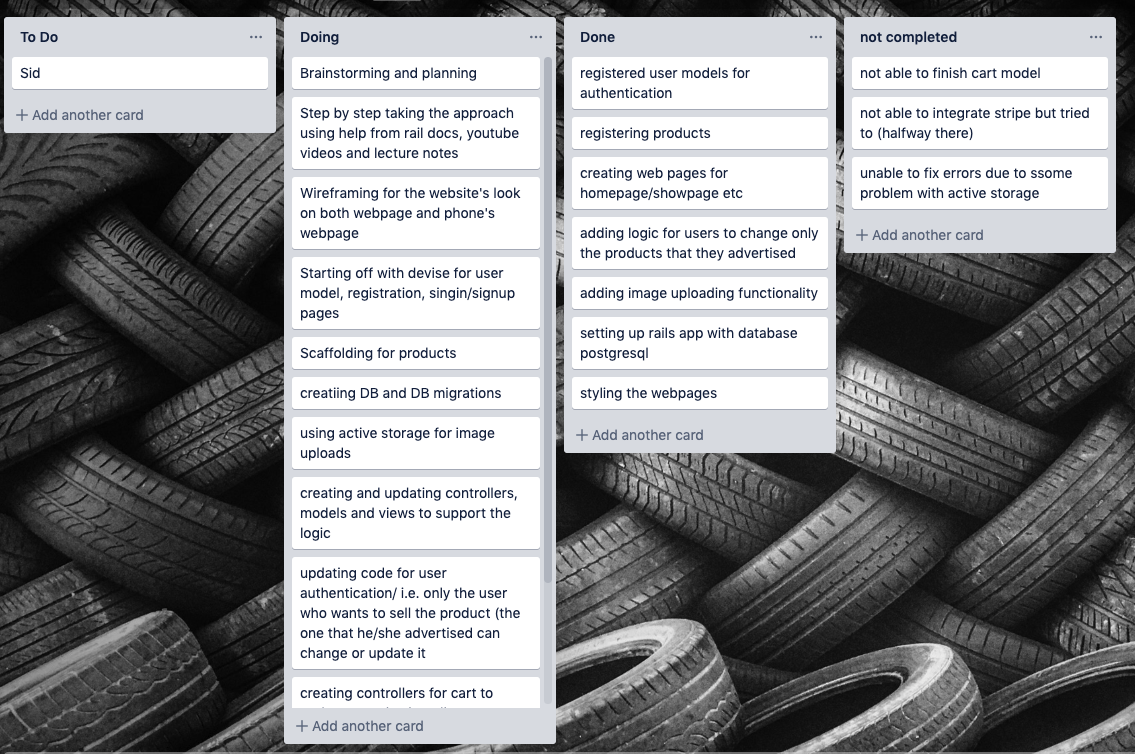 To Do
Sid
Add another card
Doing
Brainstorming and planning
Step by step taking the approach
using help from rail docs, youtube
videos and lecture notes
Wireframing for the website's look
on both webpage and phone's
webpage
Starting off with devise for user
model, registration, singin/signup
pages
Scaffolding for products
creatiing DB and DB migrations
using active storage for image
uploads
creating and updating controllers,
models and views to support the
logic
updating code for user
authentication/ i.e. only the user
who wants to sell the product (the
one that he/she advertised can
change or update it
creating controllers for cart to
Add another card
Done
registered user models for
authentication
registering products
creating web pages for
homepage/showpage etc
adding logic for users to change only
the products that they advertised
adding image uploading functionality
setting up rails app with database
postgresql
styling the webpages
Add another card
not completed
not able to finish cart model
not able to integrate stripe but tried
to (halfway there)
unable to fix errors due to ssome
problem with active storage
Add another card